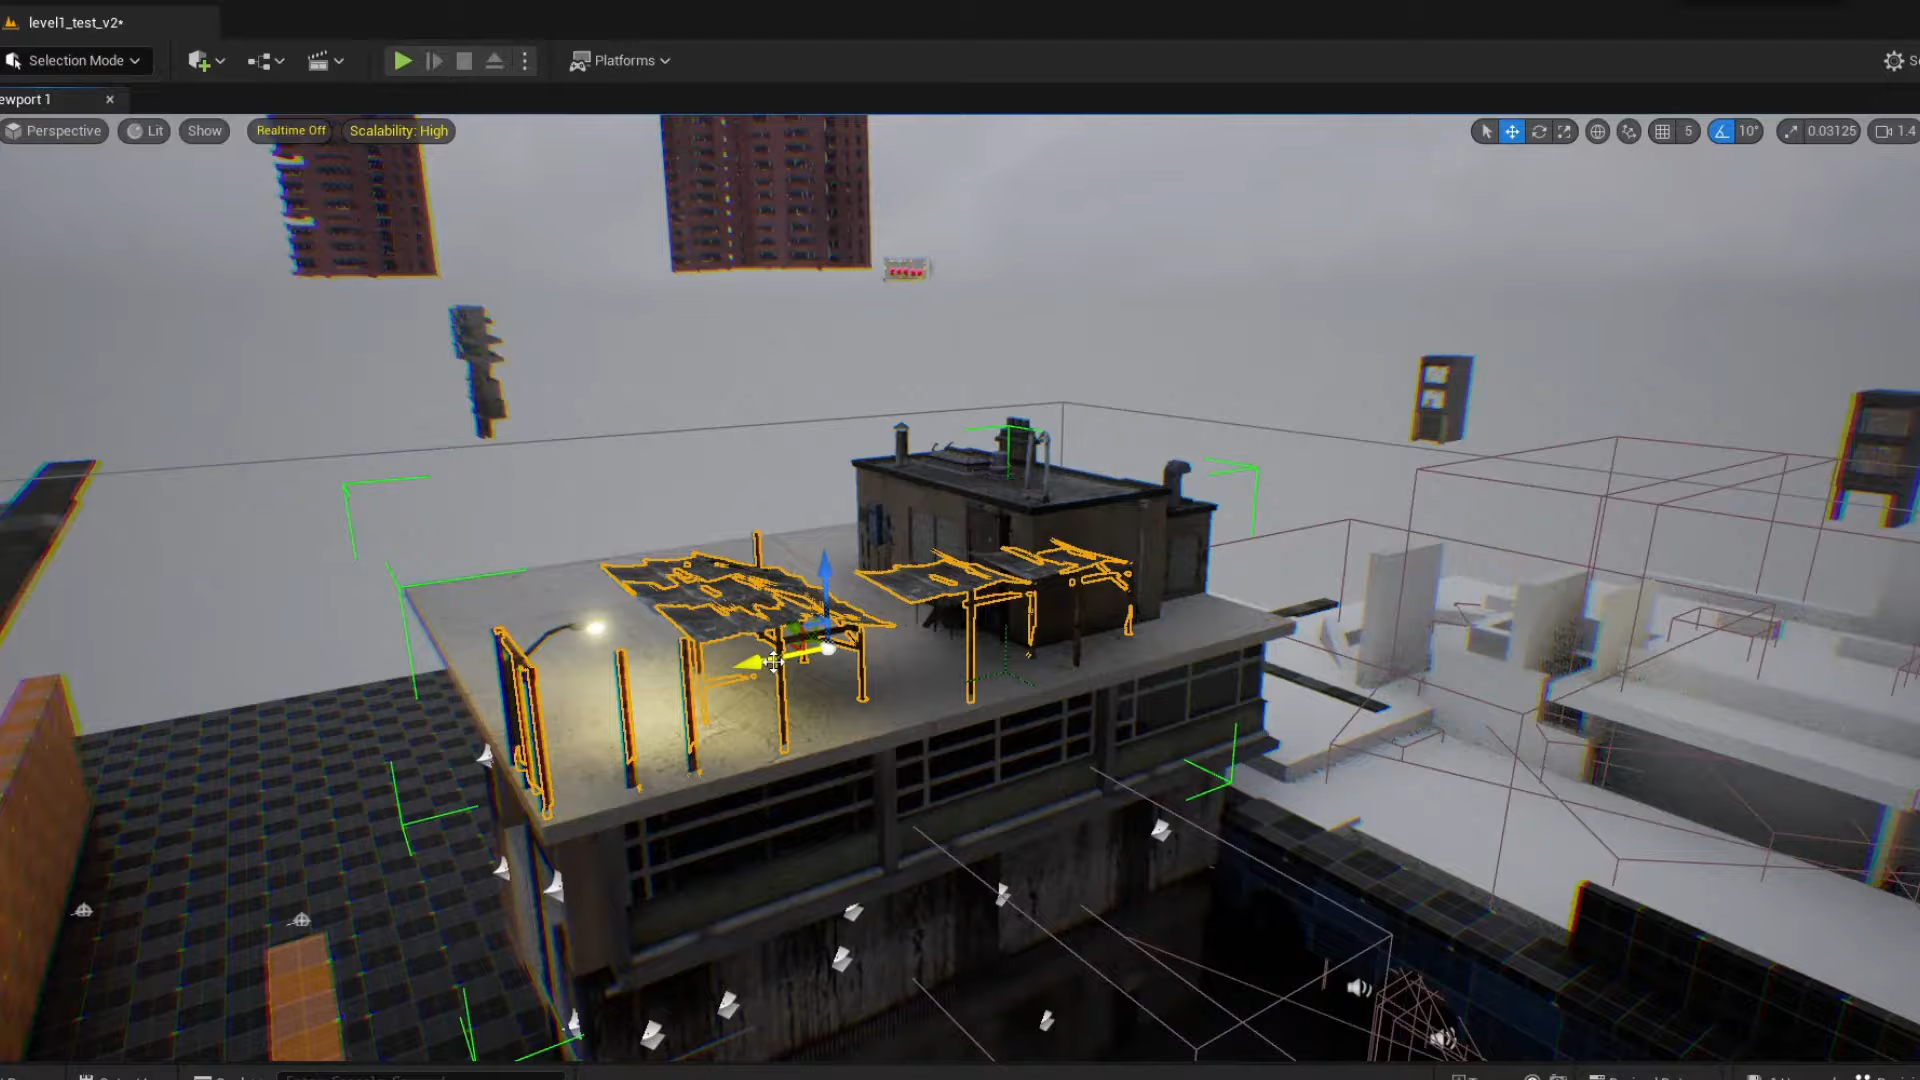 level1_test_v2*
Selection Mode
Platforms
ewport 1
Perspective
Lit
Show
Realtime Off
Scalability: High
5
10°
0.03125
1.4